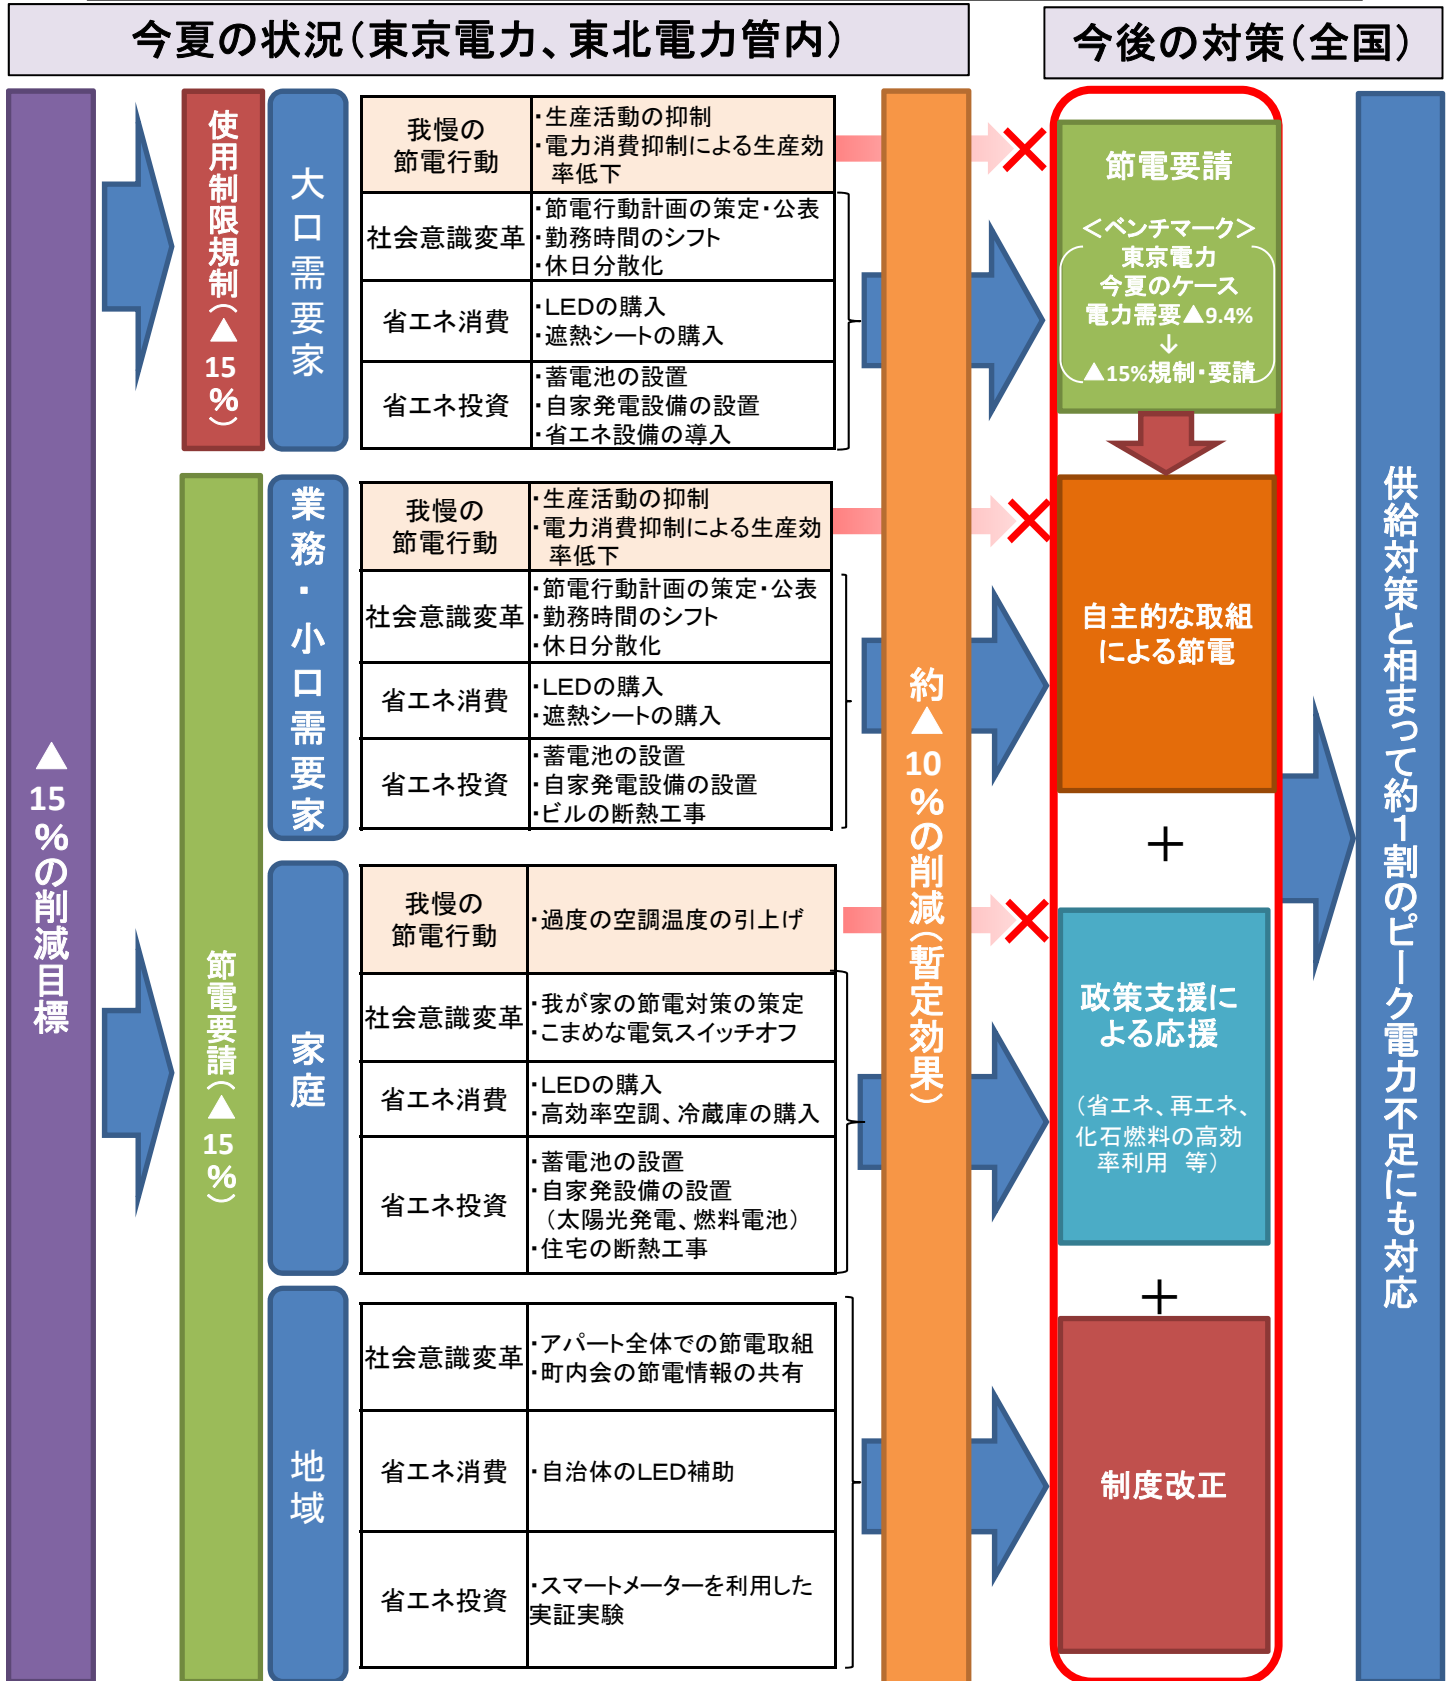 今夏の状況（東京電力、東北電力管内）
今後の対策（全国）
▲15%の削減目標
使用制限規制（▲15%）
大口需要家
我慢の
節電行動
・生産活動の抑制
・電力消費抑制による生産効
率低下
社会意識変革
・節電行動計画の策定・公表
・勤務時間のシフト
・休日分散化
省エネ消費
・LEDの購入
・遮熱シートの購入
省エネ投資
・蓄電池の設置
・自家発電設備の設置
・省エネ設備の導入
節電要請（▲15%）
業務・小口需要家
我慢の
節電行動
・生産活動の抑制
・電力消費抑制による生産効
率低下
社会意識変革
・節電行動計画の策定・公表
・勤務時間のシフト
・休日分散化
省エネ消費
・LEDの購入
・遮熱シートの購入
省エネ投資
・蓄電池の設置
・自家発電設備の設置
・ビルの断熱工事
家庭
我慢の
節電行動
・過度の空調温度の引上げ
社会意識変革
・我が家の節電対策の策定
・こまめな電気スイッチオフ
省エネ消費
・LEDの購入
・高効率空調、冷蔵庫の購入
省エネ投資
・蓄電池の設置
・自家発設備の設置
（太陽光発電、燃料電池）
・住宅の断熱工事
地域
社会意識変革
・アパート全体での節電取組
・町内会の節電情報の共有
省エネ消費
・自治体のLED補助
省エネ投資
・スマートメーターを利用した
実証実験
約▲10%の削減（暫定効果）
節電要請
＜ベンチマーク＞
東京電力
今夏のケース
電力需要▲9.4%
↓
▲15%規制・要請
自主的な取組
による節電
＋
政策支援に
よる応援
（省エネ、再エネ、
化石燃料の高効
率利用 等）
＋
制度改正
供給対策と相まって約1割のピーク電力不足にも対応